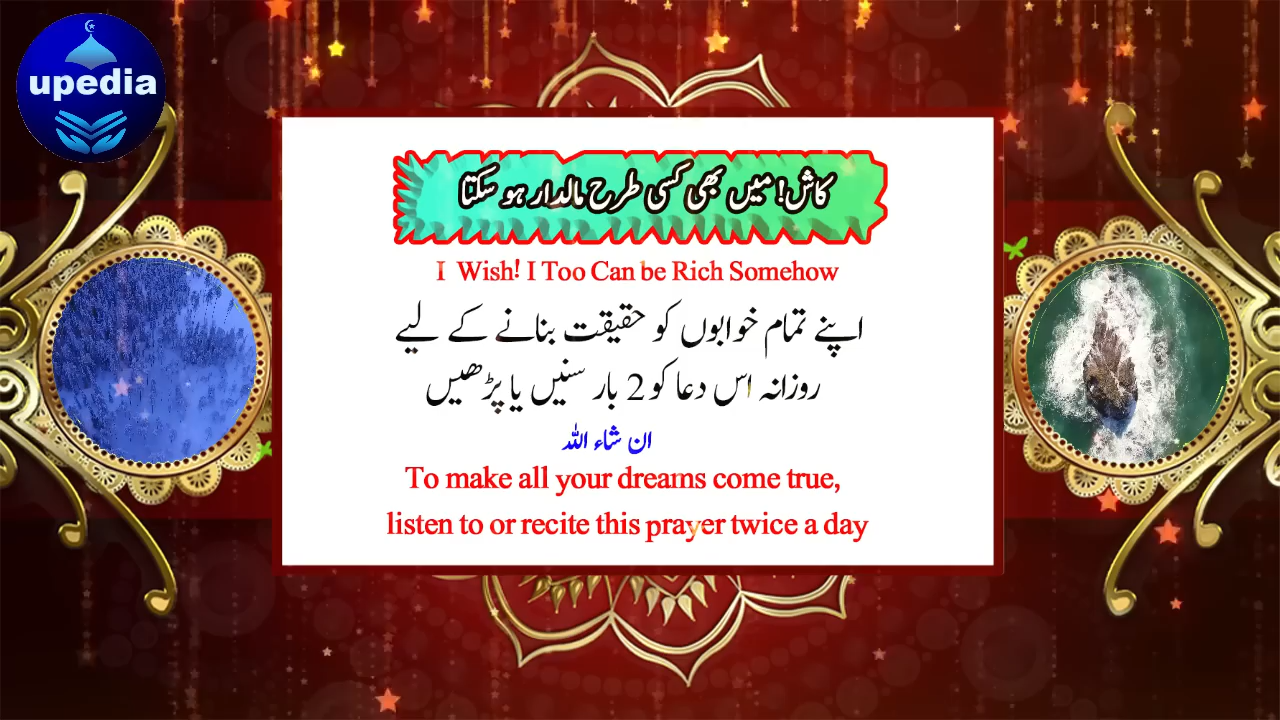 upedia
کاش! میں بھی کسی طرح مالدار ہو سکتا
I Wish! I Too Can be Rich Somehow
اپنے تمام خوابوں کو حقیقت بنانے کے لیے
روزانہ اس دعا کو 2 بار سنیں یا پڑھیں
ان شاء اللہ
To make all your dreams come true,
listen to or recite this prayer twice a day